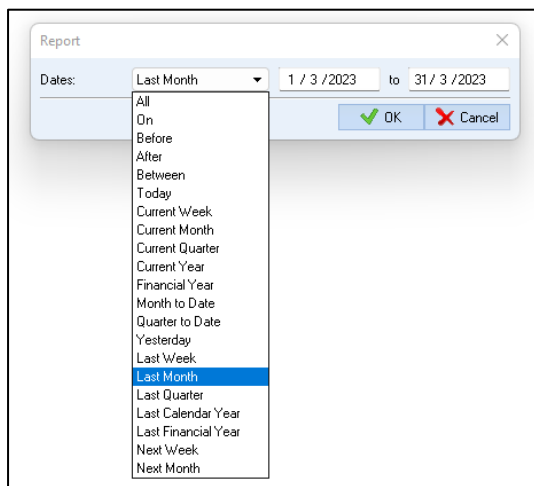 Report
Dates: Last Month 1 / 3 /2023 to 31/ 3 /2023
OK Cancel
All
On
Before
After
Between
Today
Current Week
Current Month
Current Quarter
Current Year
Financial Year
Month to Date
Quarter to Date
Yesterday
Last Week
Last Month
Last Quarter
Last Calendar Year
Last Financial Year
Next Week
Next Month